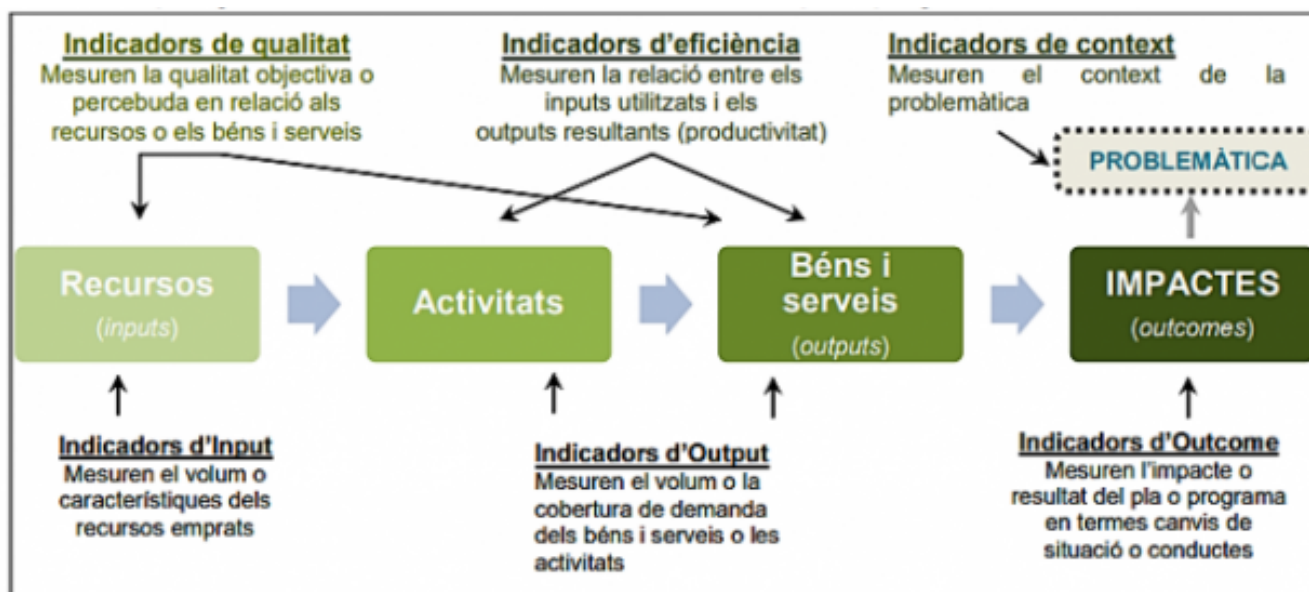 Indicadors de qualitat
Mesuren la qualitat objectiva o
percebuda en relació als
recursos o els béns i serveis
Indicadors d'eficiència
Mesuren la relació entre els
inputs utilitzats i els
outputs resultants (productivitat)
Indicadors de context
Mesuren el context de la
problemàtica
PROBLEMÀTICA
Recursos
(inputs)
Activitats
Béns i
serveis
(outputs)
IMPACTES
(outcomes)
Indicadors d'Input
Mesuren el volum o
característiques dels
recursos emprats
Indicadors d'Output
Mesuren el volum o la
cobertura de demanda
dels béns i serveis o les
activitats
Indicadors d'Outcome
Mesuren l'impacte o
resultat del pla o programa
en termes canvis de
situació o conductes